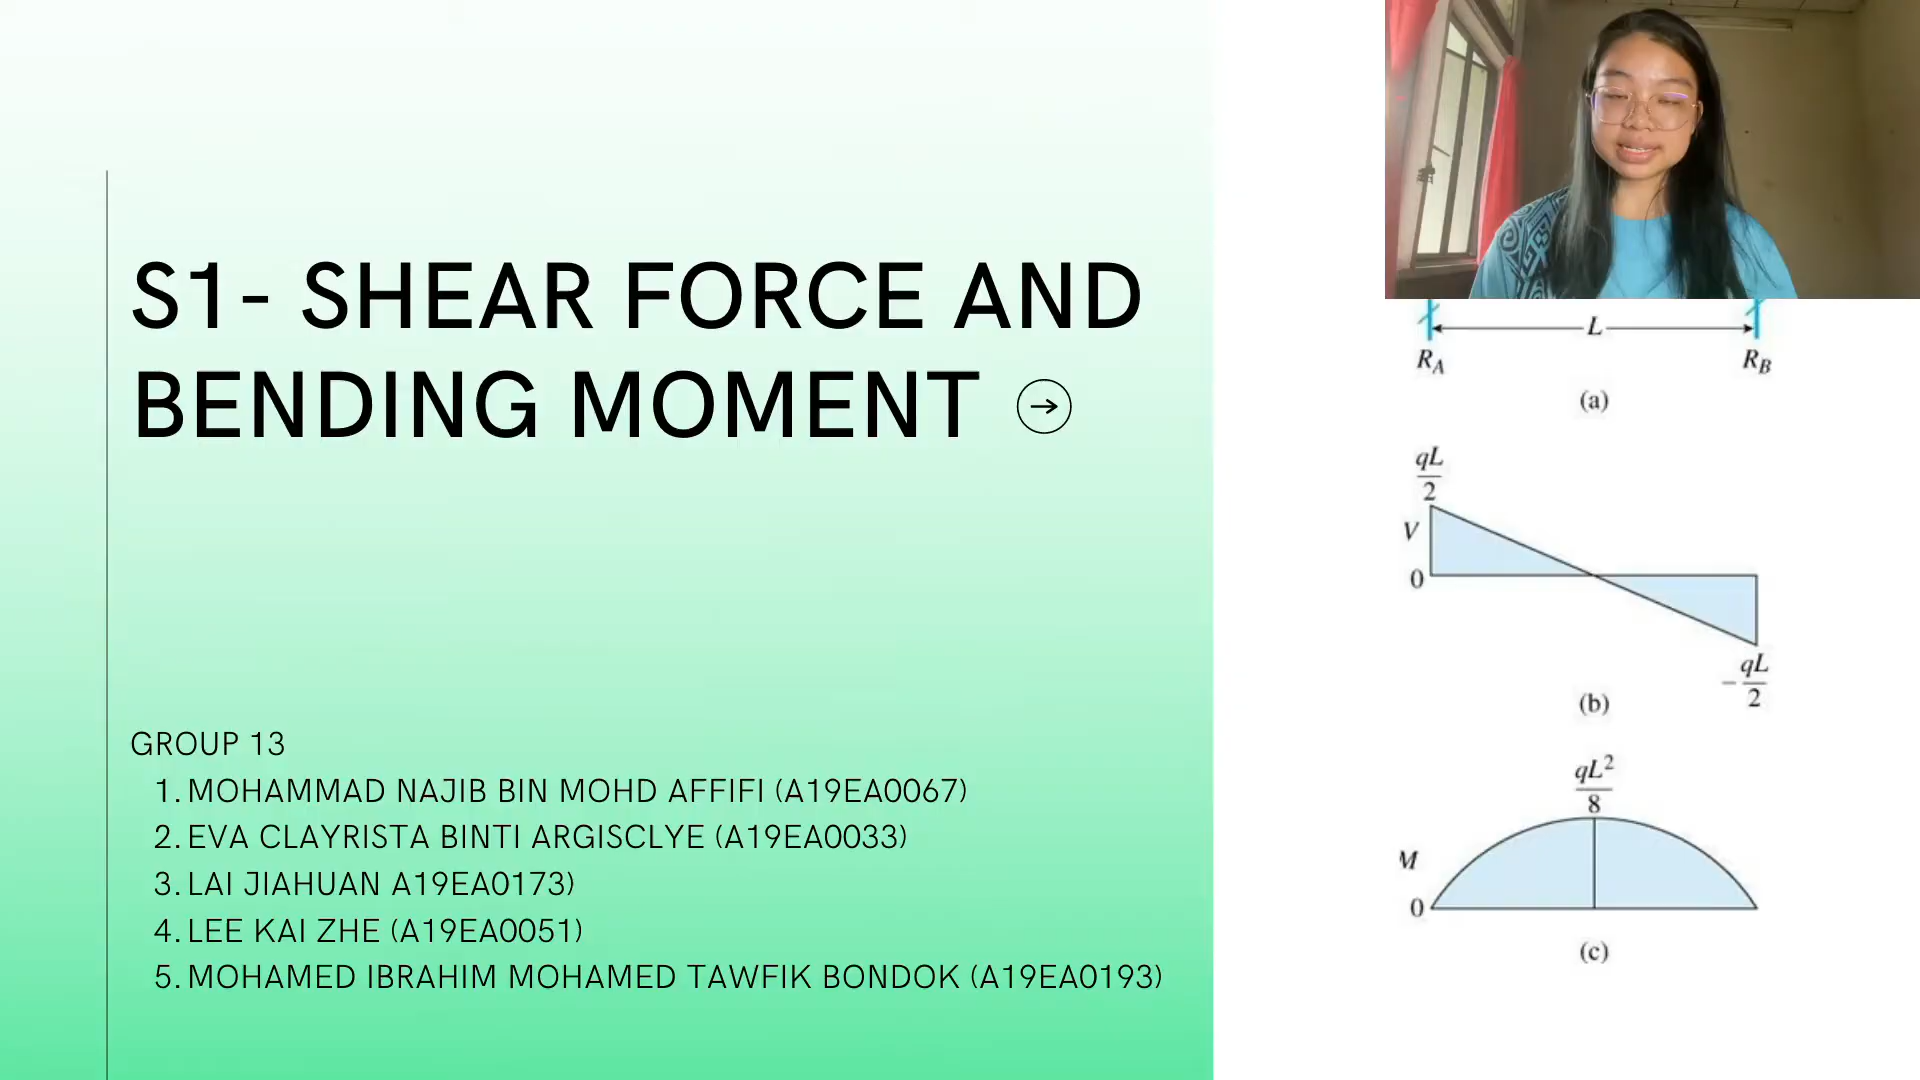 S1- SHEAR FORCE AND
BENDING MOMENT
GROUP 13
1. MOHAMMAD NAJIB BIN MOHD AFFIFI (A19EA0067)
2. EVA CLAYRISTA BINTI ARGISCLYE (A19EA0033)
3. LAI JIAHUAN A19EA0173)
4. LEE KAI ZHE (A19EA0051)
5. MOHAMED IBRAHIM MOHAMED TAWFIK BONDOK (A19EA0193)
L
R_A R_B
(a)
qL
2
V
0
- qL
2
(b)
qL²
8
M
0
(c)